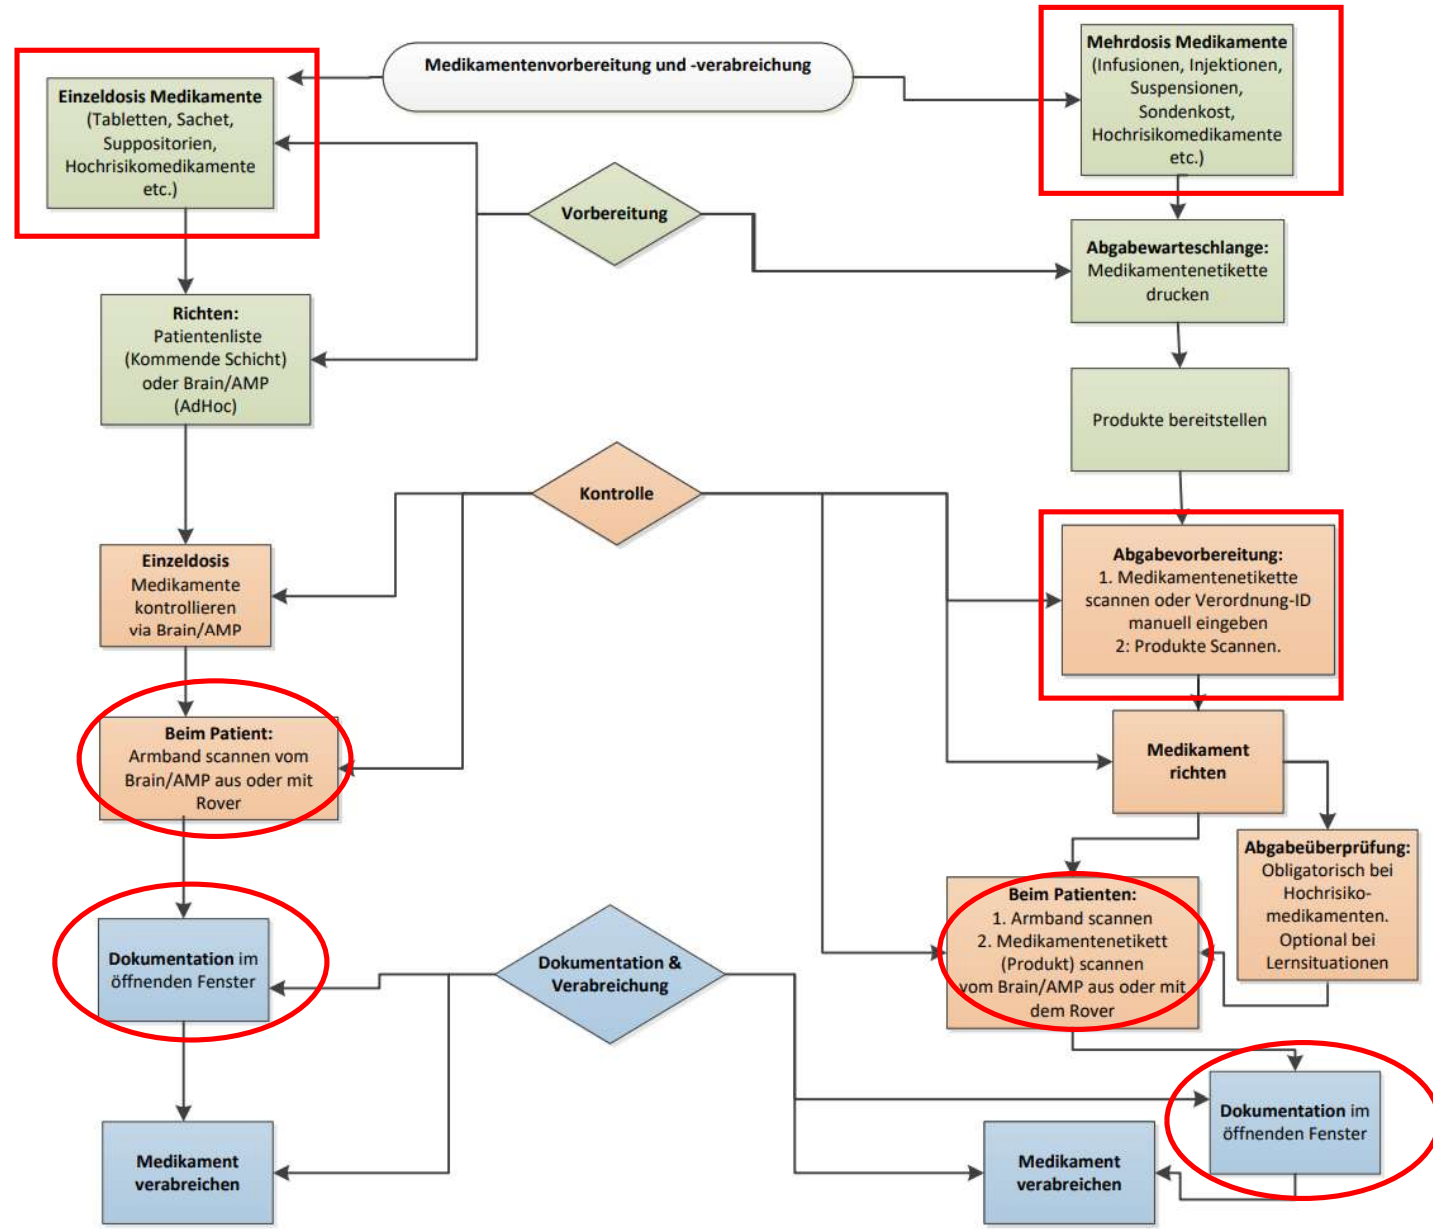 Medikamentenvorbereitung und -verabreichung
Einzeldosis Medikamente
(Tabletten, Sachet,
Suppositorien,
Hochrisikomedikamente
etc.)
Mehrdosis Medikamente
(Infusionen, Injektionen,
Suspensionen,
Sondenkost,
Hochrisikomedikamente
etc.)
Vorbereitung
Abgabewarteschlange:
Medikamentenetikette
drucken
Richten:
Patientenliste
(Kommende Schicht)
oder Brain/AMP
(AdHoc)
Produkte bereitstellen
Kontrolle
Einzeldosis
Medikamente
kontrollieren
via Brain/AMP
Abgabevorbereitung:
1. Medikamentenetikette
scannen oder Verordnung-ID
manuell eingeben
2: Produkte Scannen.
Beim Patient:
Armband scannen vom
Brain/AMP aus oder mit
Rover
Medikament
richten
Abgabeüberprüfung:
Obligatorisch bei
Hochrisiko-
medikamenten.
Optional bei
Lernsituationen
Beim Patienten:
1. Armband scannen
2. Medikamentenetikett
(Produkt) scannen
vom Brain/AMP aus oder mit
dem Rover
Dokumentation im
öffnenden Fenster
Dokumentation &
Verabreichung
Dokumentation im
öffnenden Fenster
Medikament
verabreichen
Medikament
verabreichen